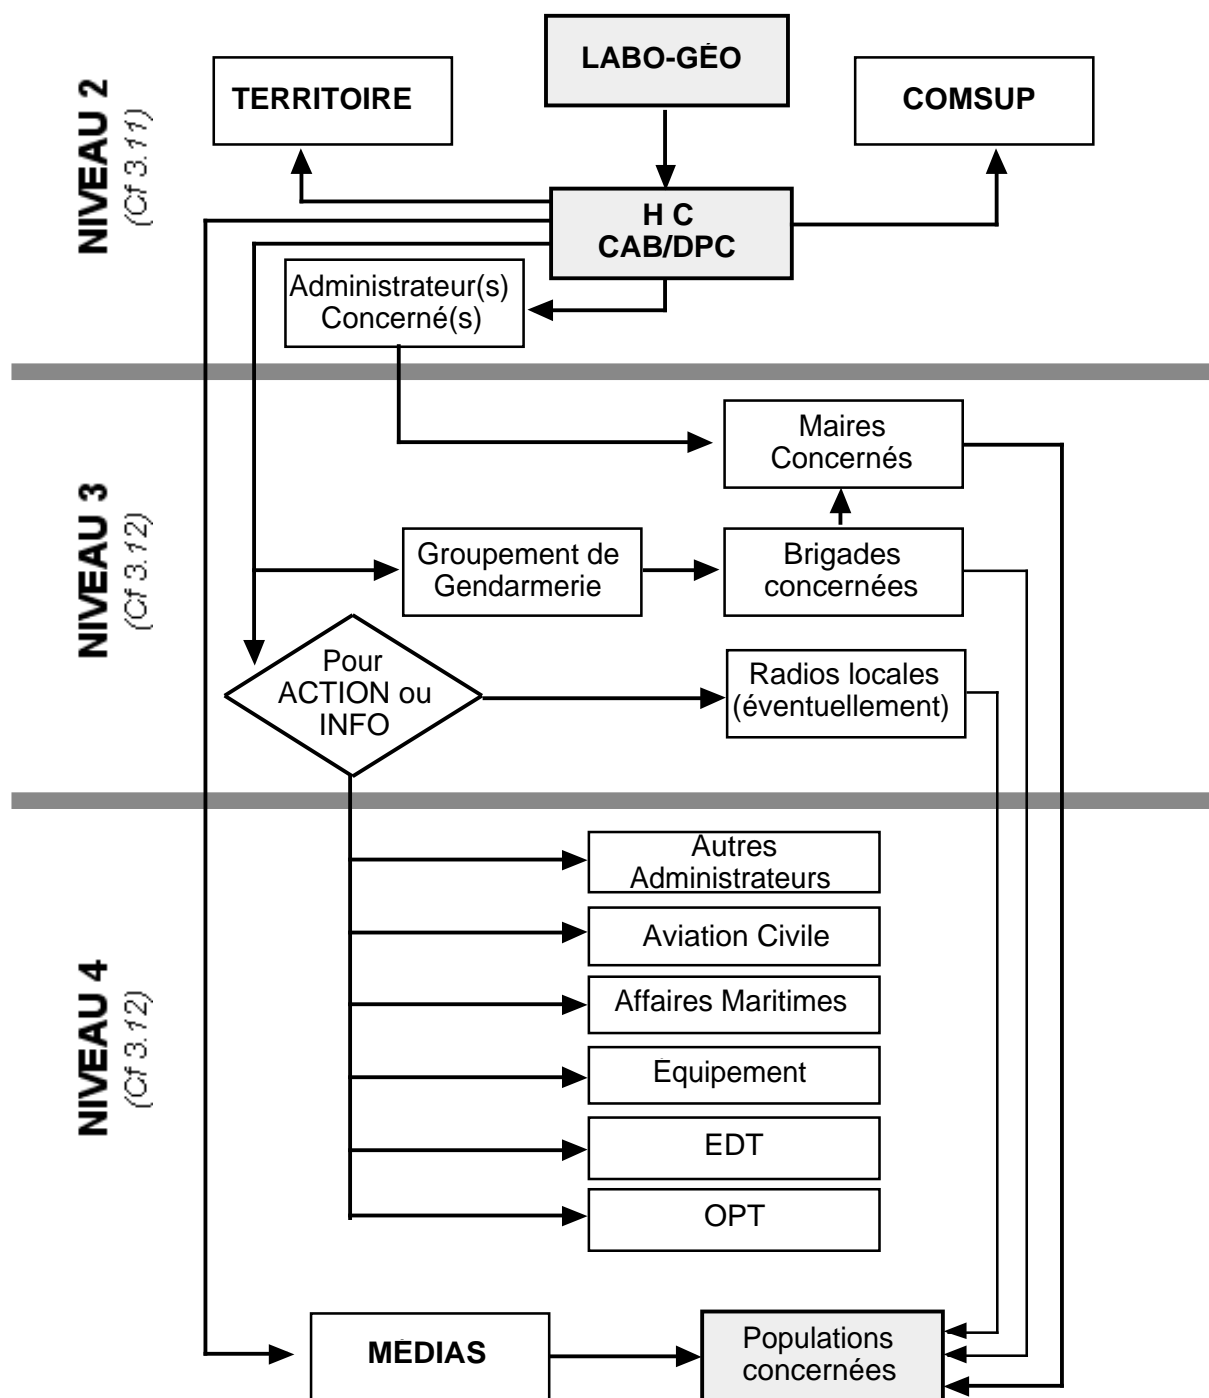 NIVEAU 2
(Cf 3.11)
LABO-GÉO
TERRITOIRE
COMSUP
H C
CAB/DPC
Administrateur(s)
Concerné(s)
NIVEAU 3
(Cf 3.12)
Maires
Concernés
Groupement de
Gendarmerie
Brigades
concernées
Pour
ACTION ou
INFO
Radios locales
(éventuellement)
NIVEAU 4
(Cf 3.12)
Autres
Administrateurs
Aviation Civile
Affaires Maritimes
Équipement
EDT
OPT
MÉDIAS
Populations
concernées